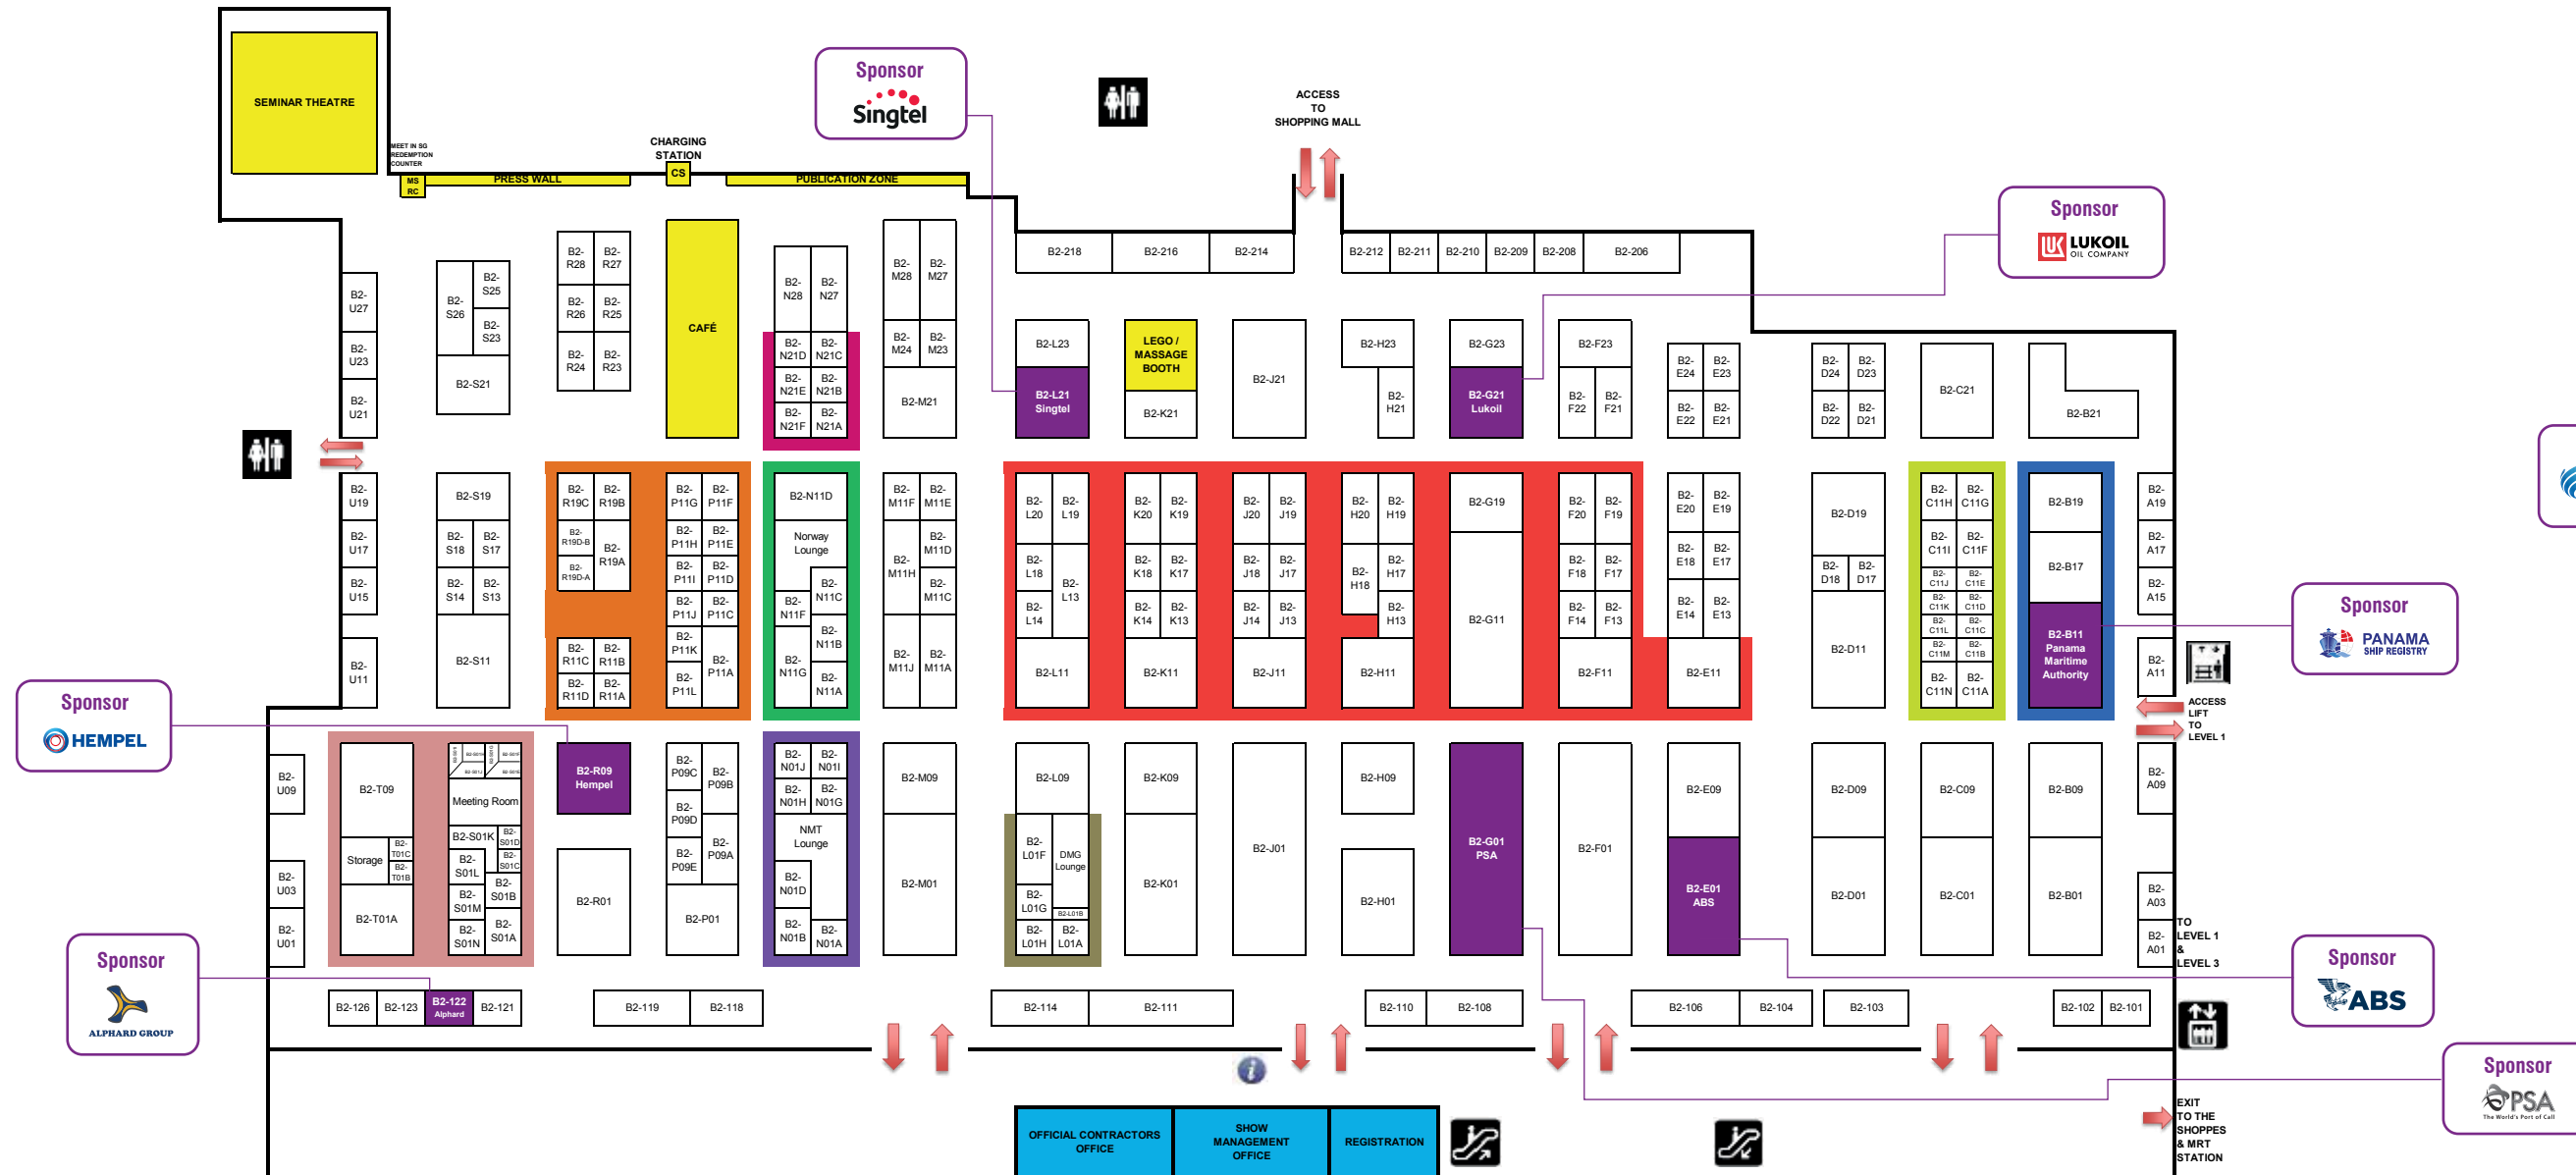 Sponsor
Singtel
ACCESS
TO
SHOPPING MALL
SEMINAR THEATRE
MEET IN SG
REDEMPTION
COUNTER
CHARGING
STATION
MS
RC
PRESS WALL
CS
PUBLICATION ZONE
Sponsor
LUK LUKOIL
OIL COMPANY
B2-218
B2-216
B2-214
B2-212
B2-211
B2-210
B2-209
B2-208
B2-206
B2-U27
B2-U23
B2-U21
B2-S26
B2-S25
B2-S23
B2-S21
B2-R28
B2-R27
B2-R26
B2-R25
B2-R24
B2-R23
CAFÉ
B2-N28
B2-N27
B2-N21D
B2-N21C
B2-N21E
B2-N21B
B2-N21F
B2-N21A
B2-M28
B2-M27
B2-M24
B2-M23
B2-M21
B2-L23
B2-L21
Singtel
LEGO /
MASSAGE
BOOTH
B2-K21
B2-J21
B2-H23
B2-H21
B2-G23
B2-G21
Lukoil
B2-F23
B2-F22
B2-F21
B2-E24
B2-E23
B2-E22
B2-E21
B2-D24
B2-D23
B2-D22
B2-D21
B2-C21
B2-B21
B2-U19
B2-U17
B2-U15
B2-U11
B2-S19
B2-S18
B2-S17
B2-S14
B2-S13
B2-S11
B2-R19C
B2-R19B
B2-R19D-B
B2-R19A
B2-R19D-A
B2-R11C
B2-R11B
B2-R11D
B2-R11A
B2-P11G
B2-P11F
B2-P11H
B2-P11E
B2-P11I
B2-P11D
B2-P11J
B2-P11C
B2-P11K
B2-P11A
B2-P11L
B2-N11D
Norway
Lounge
B2-N11C
B2-N11F
B2-N11B
B2-N11G
B2-N11A
B2-M11F
B2-M11E
B2-M11H
B2-M11D
B2-M11C
B2-M11J
B2-M11A
B2-L20
B2-L19
B2-L18
B2-L13
B2-L14
B2-L11
B2-K20
B2-K19
B2-K18
B2-K17
B2-K14
B2-K13
B2-K11
B2-J20
B2-J19
B2-J18
B2-J17
B2-J14
B2-J13
B2-J11
B2-H20
B2-H19
B2-H18
B2-H17
B2-H13
B2-H11
B2-G19
B2-G11
B2-F20
B2-F19
B2-F18
B2-F17
B2-F14
B2-F13
B2-F11
B2-E20
B2-E19
B2-E18
B2-E17
B2-E14
B2-E13
B2-E11
B2-D19
B2-D18
B2-D17
B2-D11
B2-C11H
B2-C11G
B2-C11I
B2-C11F
B2-C11J
B2-C11E
B2-C11K
B2-C11D
B2-C11L
B2-C11C
B2-C11M
B2-C11B
B2-C11N
B2-C11A
B2-B19
B2-B17
B2-B11
Panama
Maritime
Authority
B2-A19
B2-A17
B2-A15
B2-A11
Sponsor
PANAMA
SHIP REGISTRY
ACCESS
LIFT
TO
LEVEL 1
Sponsor
HEMPEL
B2-U09
B2-U03
B2-U01
B2-T09
Storage
B2-T01C
B2-T01B
B2-T01A
Meeting Room
B2-S01K
B2-S01D
B2-S01C
B2-S01L
B2-S01B
B2-S01M
B2-S01A
B2-S01N
B2-R09
Hempel
B2-R01
B2-P09C
B2-P09B
B2-P09D
B2-P09A
B2-P09E
B2-P01
B2-N01J
B2-N01I
B2-N01H
B2-N01G
NMT
Lounge
B2-N01D
B2-N01B
B2-N01A
B2-M09
B2-M01
B2-L09
B2-L01F
DMG
Lounge
B2-L01G
B2-L01B
B2-L01H
B2-L01A
B2-K09
B2-K01
B2-J01
B2-H09
B2-H01
B2-G01
PSA
B2-F01
B2-E09
B2-E01
ABS
B2-D09
B2-D01
B2-C09
B2-C01
B2-B09
B2-B01
B2-A09
B2-A03
B2-A01
TO
LEVEL 1
&
LEVEL 3
Sponsor
ALPHARD GROUP
B2-126
B2-123
B2-122
Alphard
B2-121
B2-119
B2-118
B2-114
B2-111
B2-110
B2-108
B2-106
B2-104
B2-103
B2-102
B2-101
Sponsor
ABS
Sponsor
PSA
The World's Port of Call
i
OFFICIAL CONTRACTORS
OFFICE
SHOW
MANAGEMENT
OFFICE
REGISTRATION
EXIT
TO THE
SHOPPES
& MRT
STATION